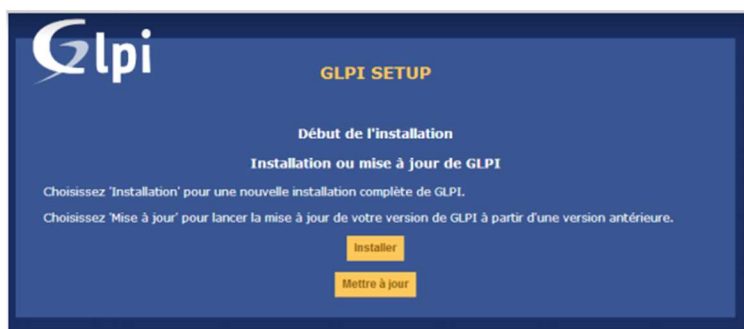 Glpi
GLPI SETUP
Début de l'installation
Installation ou mise à jour de GLPI
Choisissez 'Installation' pour une nouvelle installation complète de GLPI.
Choisissez 'Mise à jour' pour lancer la mise à jour de votre version de GLPI à partir d'une version antérieure.
Installer
Mettre à jour